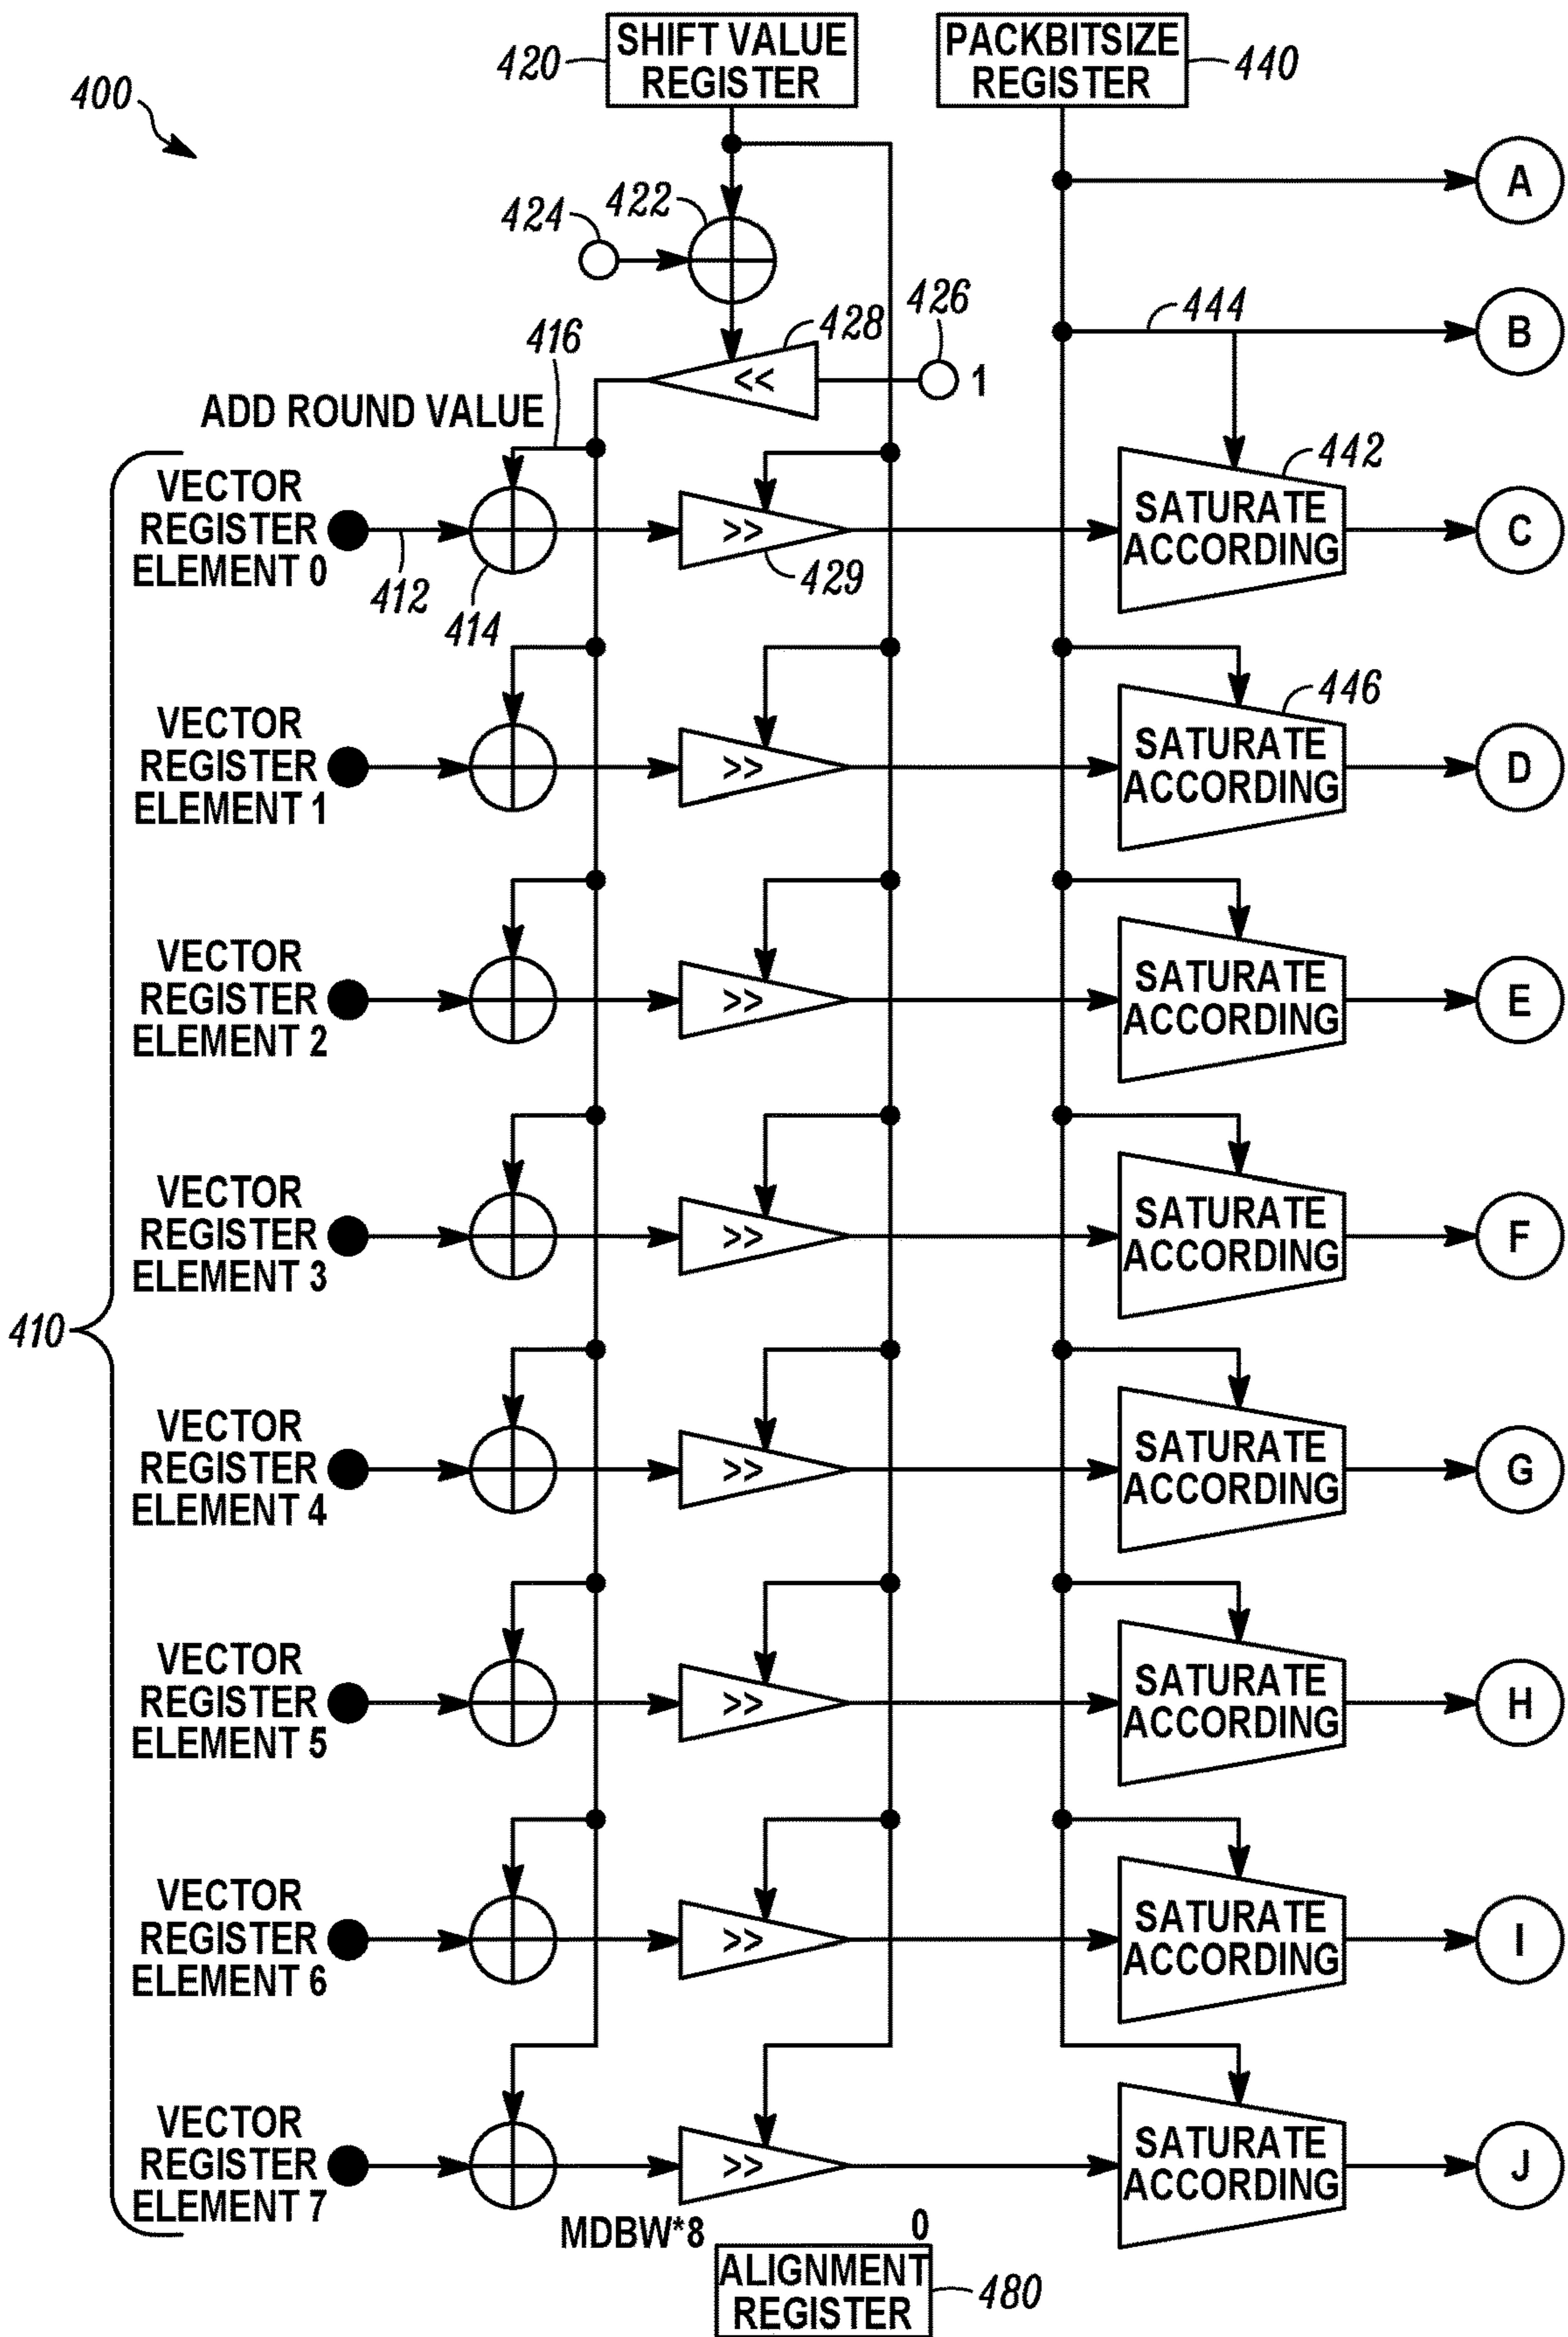 SHIFT VALUE
REGISTER
420
PACKBITSIZE
REGISTER
440
400
A
424
422
426
444
B
416
428
<<
1
ADD ROUND VALUE
442
VECTOR
REGISTER
ELEMENT 0
412
414
>>
429
SATURATE
ACCORDING
C
446
VECTOR
REGISTER
ELEMENT 1
>>
SATURATE
ACCORDING
D
VECTOR
REGISTER
ELEMENT 2
>>
SATURATE
ACCORDING
E
VECTOR
REGISTER
ELEMENT 3
>>
SATURATE
ACCORDING
F
410
VECTOR
REGISTER
ELEMENT 4
>>
SATURATE
ACCORDING
G
VECTOR
REGISTER
ELEMENT 5
>>
SATURATE
ACCORDING
H
VECTOR
REGISTER
ELEMENT 6
>>
SATURATE
ACCORDING
I
VECTOR
REGISTER
ELEMENT 7
>>
SATURATE
ACCORDING
J
MDBW*8
0
ALIGNMENT
REGISTER
480